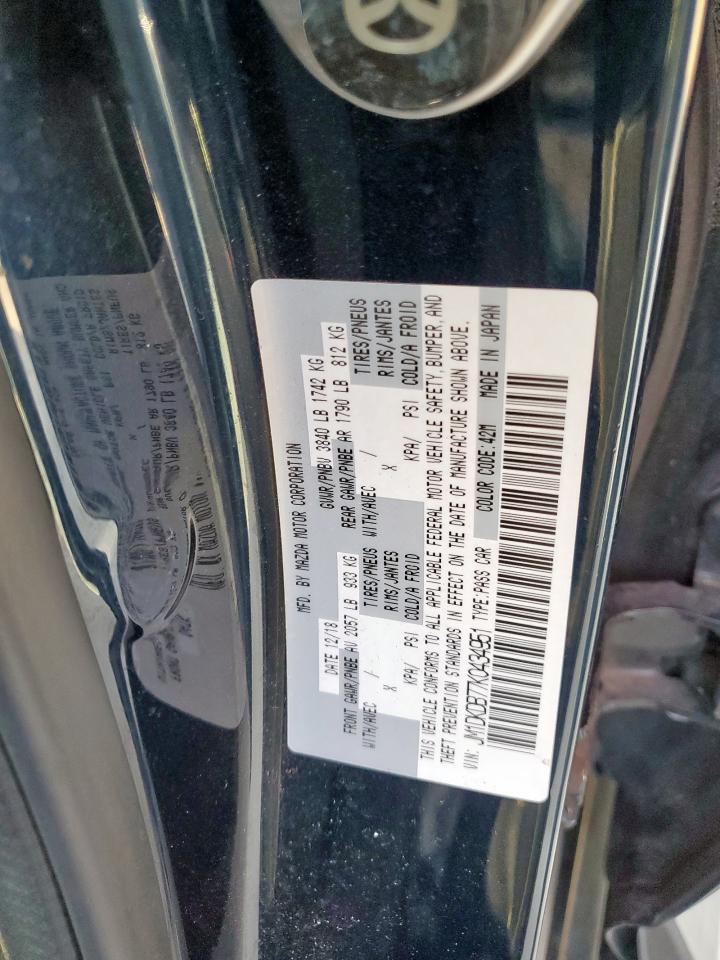 MFD. BY MAZDA MOTOR CORPORATION
DATE 12/18 GVWR/PNBV 3840 LB 1742 KG
FRONT GAWR/PNBE AV 2057 LB 933 KG REAR GAWR/PNBE AR 1790 LB 812 KG
WITH/AVEC / TIRES/PNEUS WITH/AVEC / TIRES/PNEUS
X RIMS/JANTES X RIMS/JANTES
KPA/ PSI COLD/A FROID KPA/ PSI COLD/A FROID
THIS VEHICLE CONFORMS TO ALL APPLICABLE FEDERAL MOTOR VEHICLE SAFETY, BUMPER, AND
THEFT PREVENTION STANDARDS IN EFFECT ON THE DATE OF MANUFACTURE SHOWN ABOVE.
VIN: JM1DKDB77K0434951 TYPE:PASS CAR COLOR CODE:42M MADE IN JAPAN